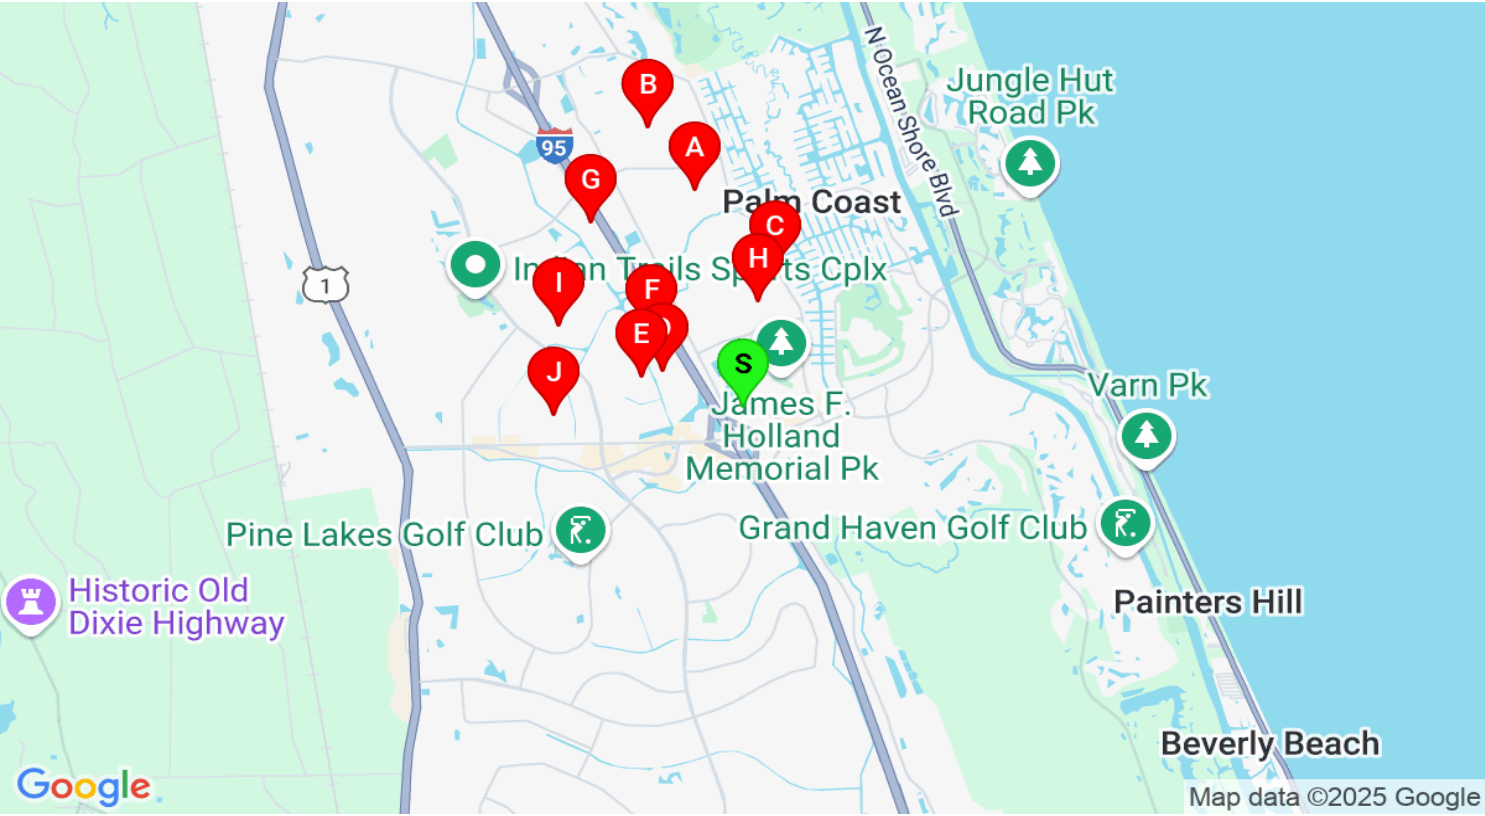 N Ocean Shore Blvd
Jungle Hut
Road Pk
B
95
A
G
Palm Coast
C
H
Indian Trails Sports Cplx
1
I
F
E
S
J
Varn Pk
James F.
Holland
Memorial Pk
Pine Lakes Golf Club
Grand Haven Golf Club
Historic Old
Dixie Highway
Painters Hill
Beverly Beach
Google
Map data ©2025 Google